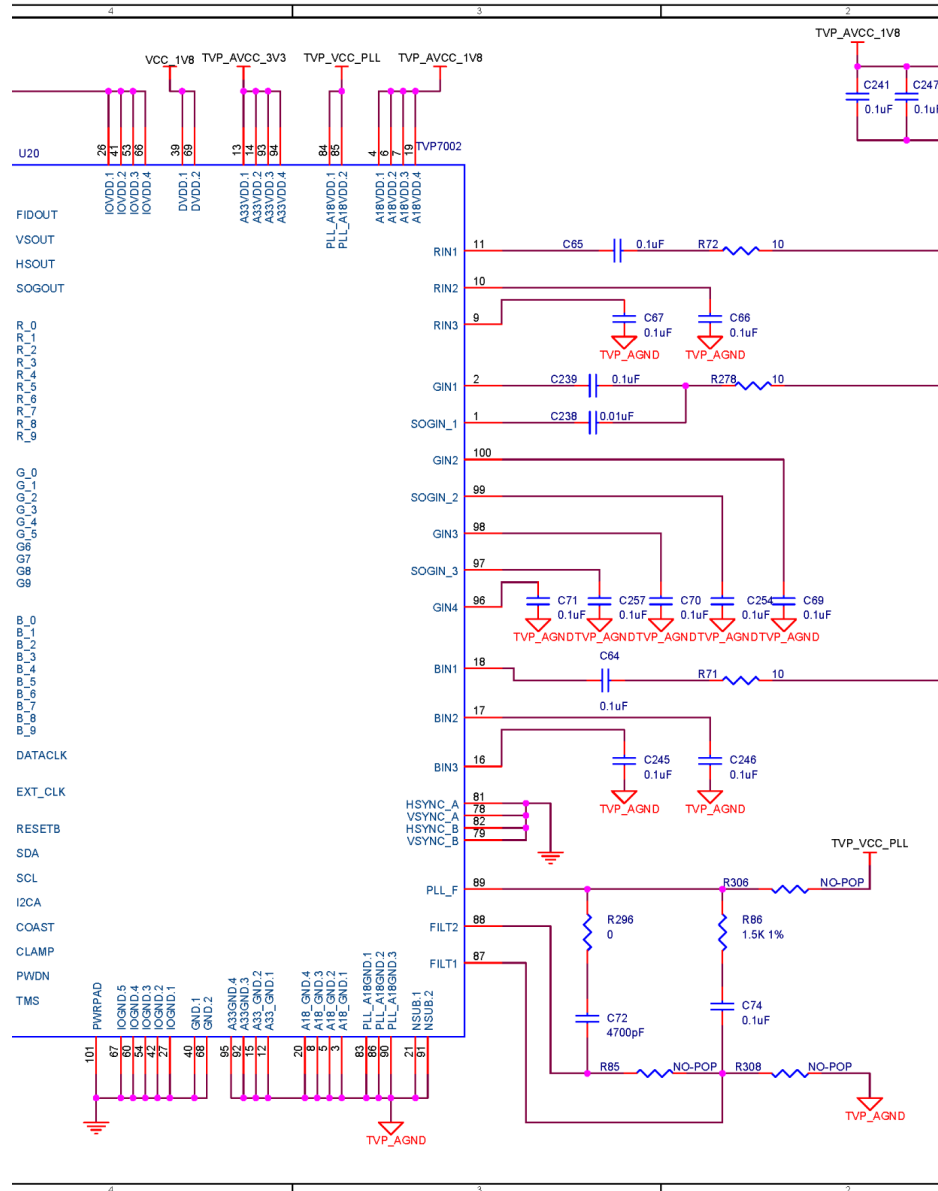 4
3
2
TVP_AVCC_1V8
VCC_1V8
TVP_AVCC_3V3
TVP_VCC_PLL
TVP_AVCC_1V8
C241
0.1uF
C247
0.1uF
U20
TVP7002
26
41
53
66
39
69
13
14
93
94
84
85
4
6
7
19
IOVDD.1
IOVDD.2
IOVDD.3
IOVDD.4
DVDD.1
DVDD.2
A33VDD.1
A33VDD.2
A33VDD.3
A33VDD.4
PLL_A18VDD.1
PLL_A18VDD.2
A18VDD.1
A18VDD.2
A18VDD.3
A18VDD.4
FIDOUT
VSOUT
HSOUT
SOGOUT
R_0
R_1
R_2
R_3
R_4
R_5
R_6
R_7
R_8
R_9
G_0
G_1
G_2
G_3
G_4
G_5
G6
G7
G8
G9
B_0
B_1
B_2
B_3
B_4
B_5
B_6
B_7
B_8
B_9
DATACLK
EXT_CLK
RESETB
SDA
SCL
I2CA
COAST
CLAMP
PWDN
TMS
RIN1 11 C65 0.1uF R72 10
RIN2 10
RIN3 9
C67
0.1uF
TVP_AGND
C66
0.1uF
TVP_AGND
GIN1 2 C239 0.1uF R278 10
SOGIN_1 1 C238 0.01uF
GIN2 100
SOGIN_2 99
GIN3 98
SOGIN_3 97
GIN4 96
C71
0.1uF
TVP_AGND
C257
0.1uF
TVP_AGND
C70
0.1uF
TVP_AGND
C254
0.1uF
TVP_AGND
C69
0.1uF
TVP_AGND
BIN1 18
C64
0.1uF
R71 10
BIN2 17
BIN3 16
C245
0.1uF
TVP_AGND
C246
0.1uF
TVP_AGND
HSYNC_A 81
VSYNC_A 78
HSYNC_B 82
VSYNC_B 79
TVP_VCC_PLL
PLL_F 89
R306 NO-POP
FILT2 88
FILT1 87
R296
0
R86
1.5K 1%
C72
4700pF
C74
0.1uF
R85 NO-POP
R308 NO-POP
TVP_AGND
PWRPAD
IOGND.5
IOGND.4
IOGND.3
IOGND.2
IOGND.1
GND.1
GND.2
A33GND.4
A33GND.3
A33_GND.2
A33_GND.1
A18_GND.4
A18_GND.3
A18_GND.2
A18_GND.1
PLL_A18GND.1
PLL_A18GND.2
PLL_A18GND.3
NSUB.1
NSUB.2
101
67
60
54
42
27
40
68
95
92
15
12
20
8
5
3
83
86
90
21
91
TVP_AGND
4
3
2